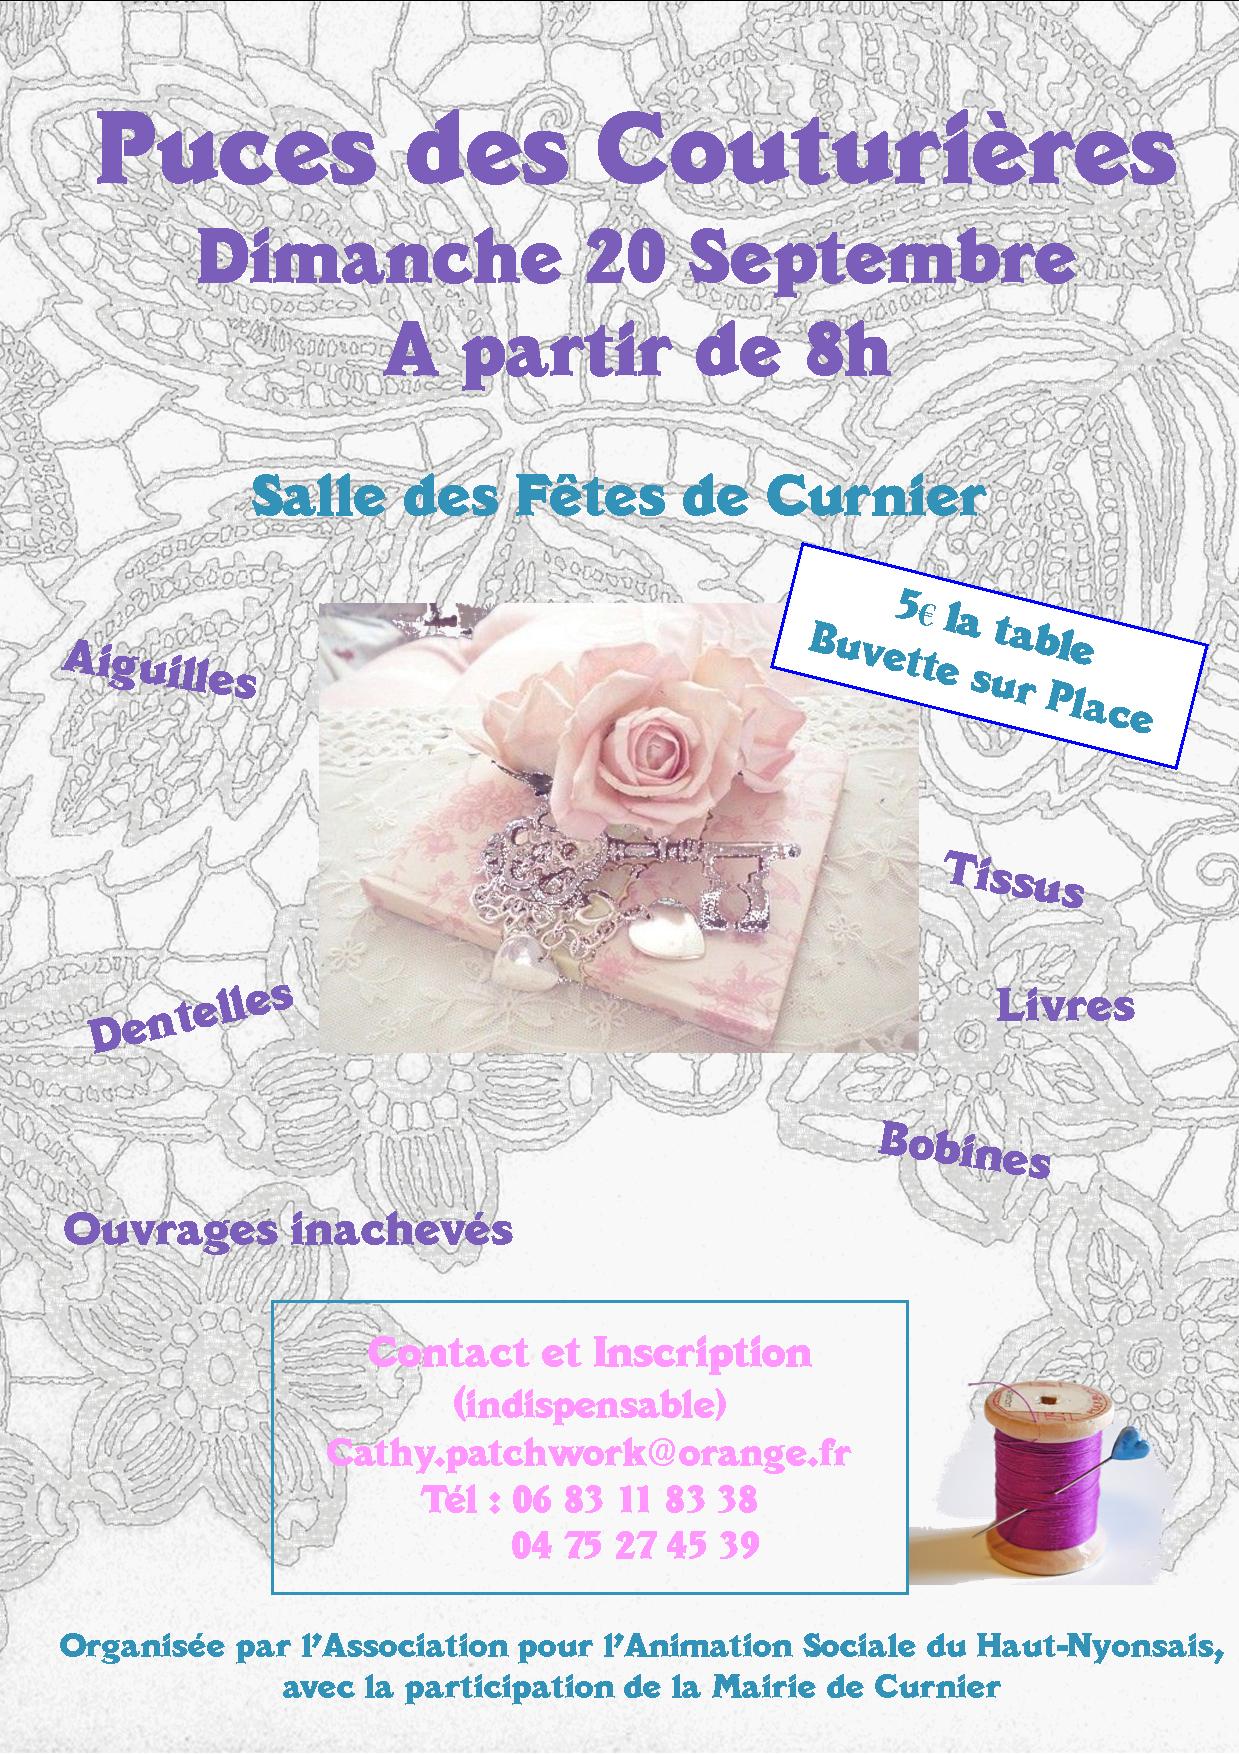 Puces des Couturières
Dimanche 20 Septembre
A partir de 8h
Salle des Fêtes de Curnier
5€ la table
Buvette sur Place
Aiguilles
Tissus
Dentelles
Livres
Bobines
Ouvrages inachevés
Contact et Inscription
(indispensable)
Cathy.patchwork@orange.fr
Tél : 06 83 11 83 38
04 75 27 45 39
Organisée par l'Association pour l'Animation Sociale du Haut-Nyonsais,
avec la participation de la Mairie de Curnier